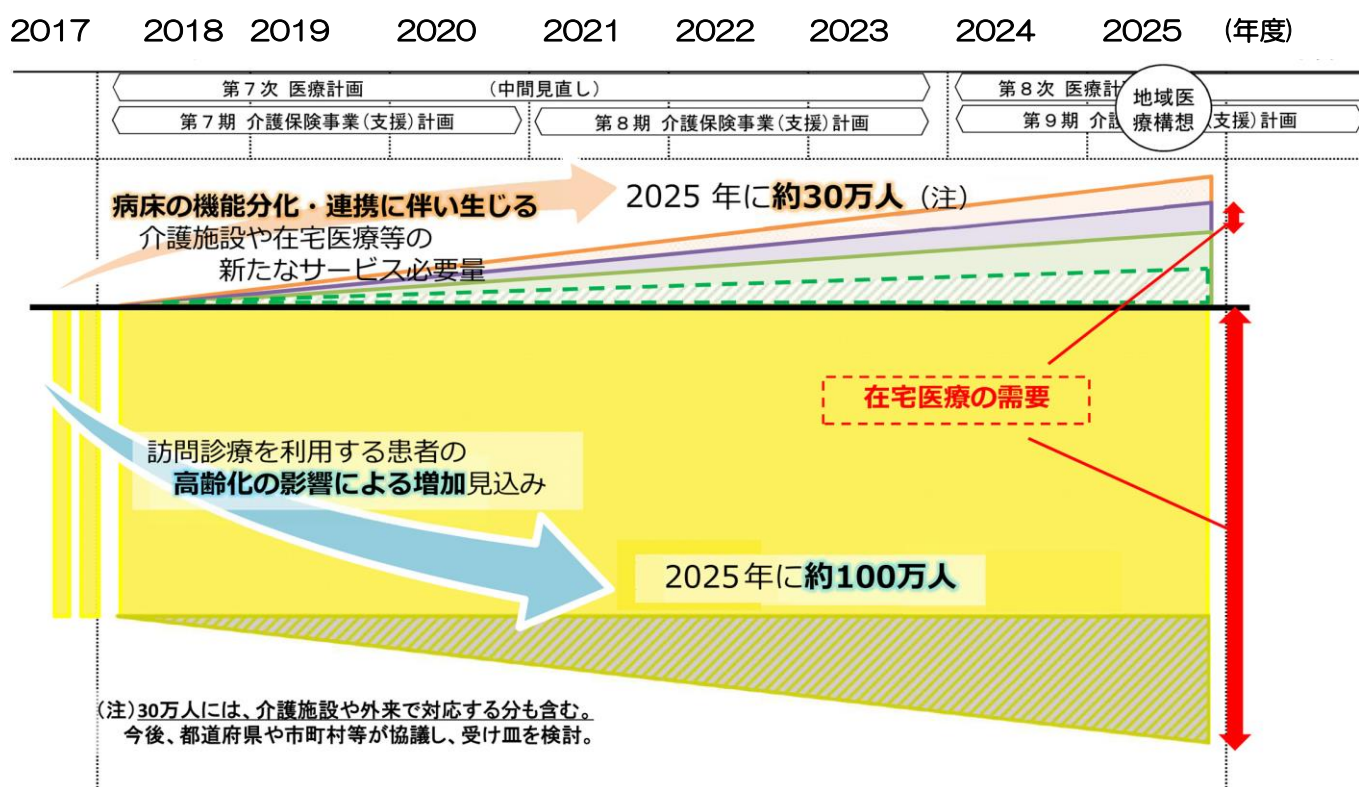 2017 2018 2019 2020 2021 2022 2023 2024 2025 (年度)
第7次 医療計画 (中間見直し) 第8次 医療計
地域医
療構想
第7期 介護保険事業(支援)計画 第8期 介護保険事業(支援)計画 第9期 介護 支援)計画
病床の機能分化・連携に伴い生じる
介護施設や在宅医療等の
新たなサービス必要量
2025 年に約30万人 (注)
在宅医療の需要
訪問診療を利用する患者の
高齢化の影響による増加見込み
2025年に約100万人
(注)30万人には、介護施設や外来で対応する分も含む。
今後、都道府県や市町村等が協議し、受け皿を検討。